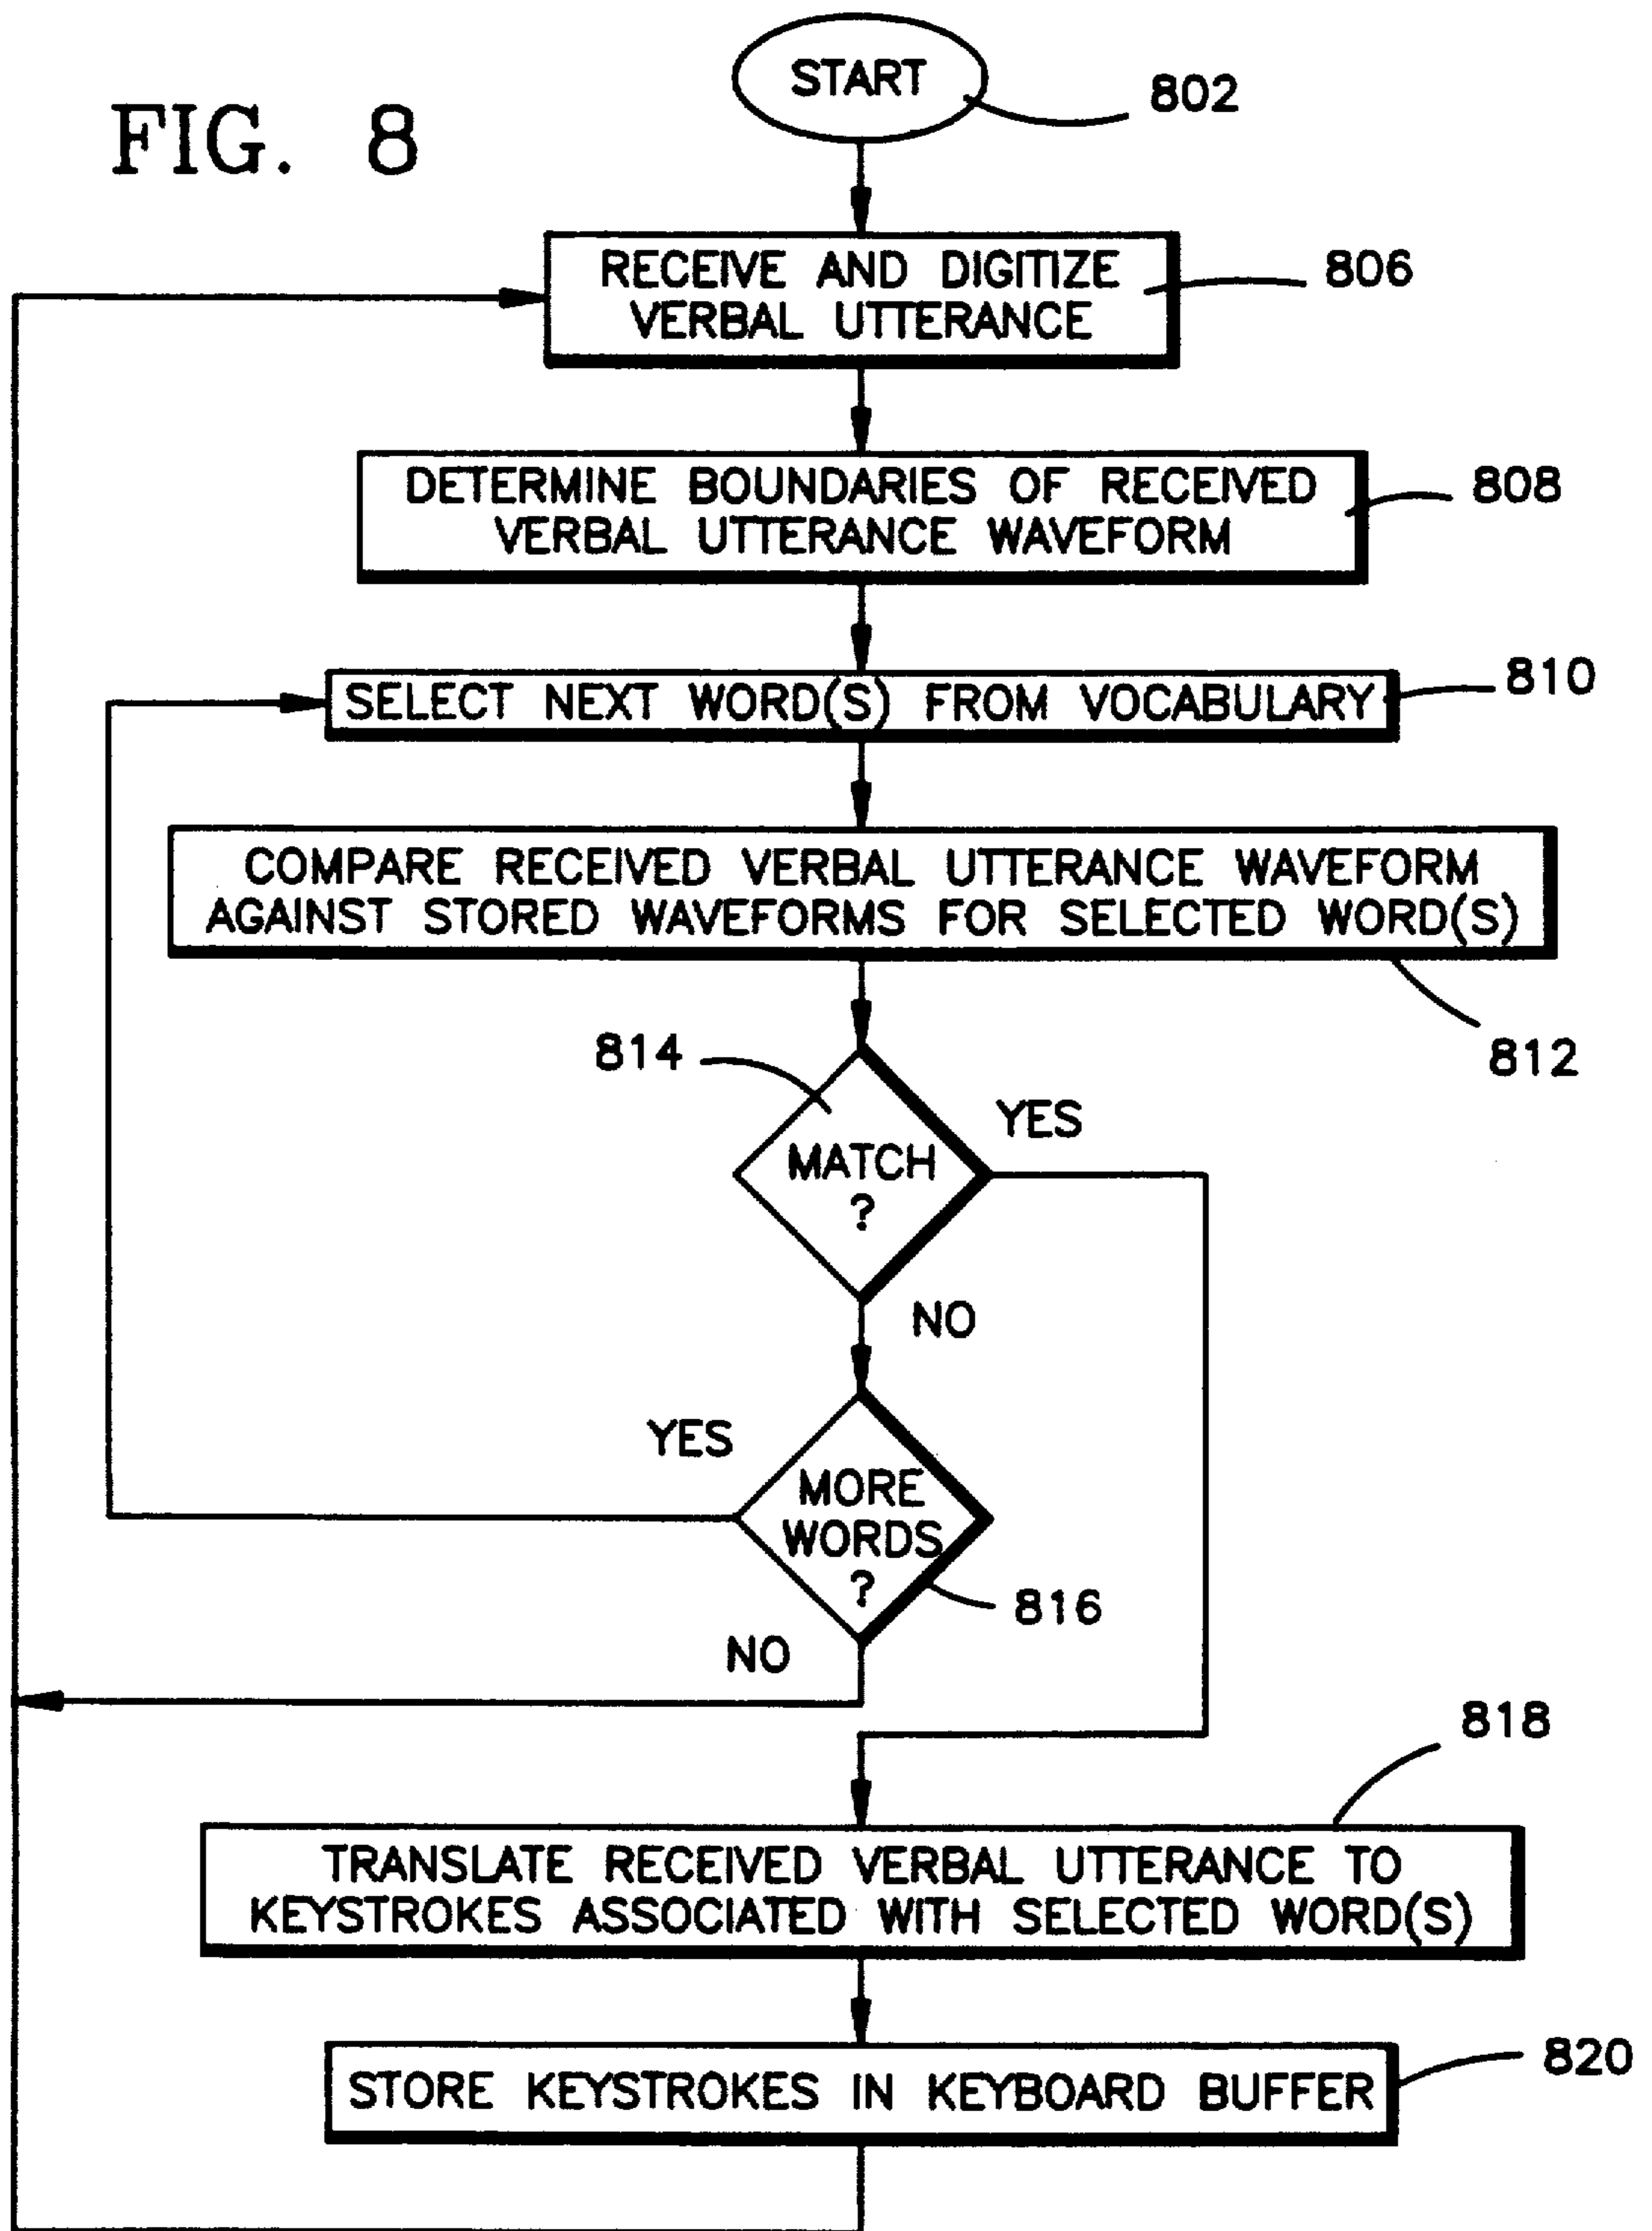 FIG. 8
START
802
RECEIVE AND DIGITIZE
VERBAL UTTERANCE
806
DETERMINE BOUNDARIES OF RECEIVED
VERBAL UTTERANCE WAVEFORM
808
SELECT NEXT WORD(S) FROM VOCABULARY
810
COMPARE RECEIVED VERBAL UTTERANCE WAVEFORM
AGAINST STORED WAVEFORMS FOR SELECTED WORD(S)
812
814
MATCH
?
YES
NO
YES
MORE
WORDS
?
816
NO
818
TRANSLATE RECEIVED VERBAL UTTERANCE TO
KEYSTROKES ASSOCIATED WITH SELECTED WORD(S)
STORE KEYSTROKES IN KEYBOARD BUFFER
820